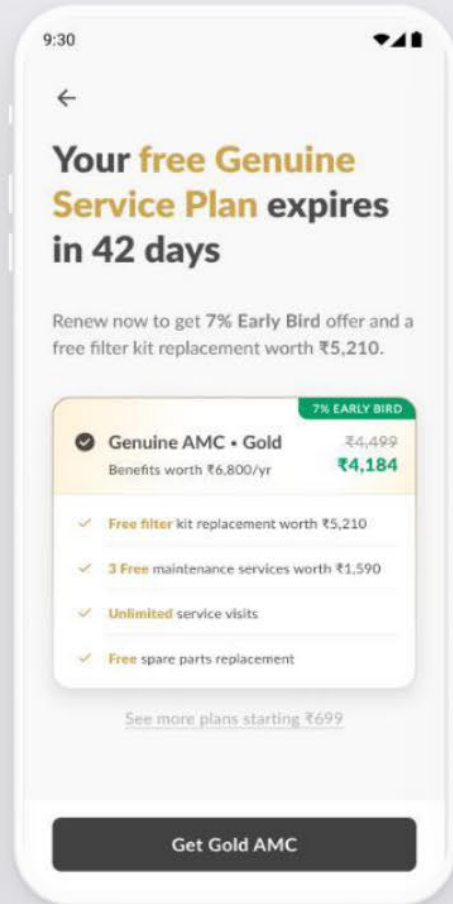 9:30
Your free Genuine
Service Plan expires
in 42 days
Renew now to get 7% Early Bird offer and a
free filter kit replacement worth ₹5,210.
7% EARLY BIRD
Genuine AMC • Gold ₹4,499
Benefits worth ₹6,800/yr ₹4,184
Free filter kit replacement worth ₹5,210
3 Free maintenance services worth ₹1,590
Unlimited service visits
Free spare parts replacement
See more plans starting ₹699
Get Gold AMC